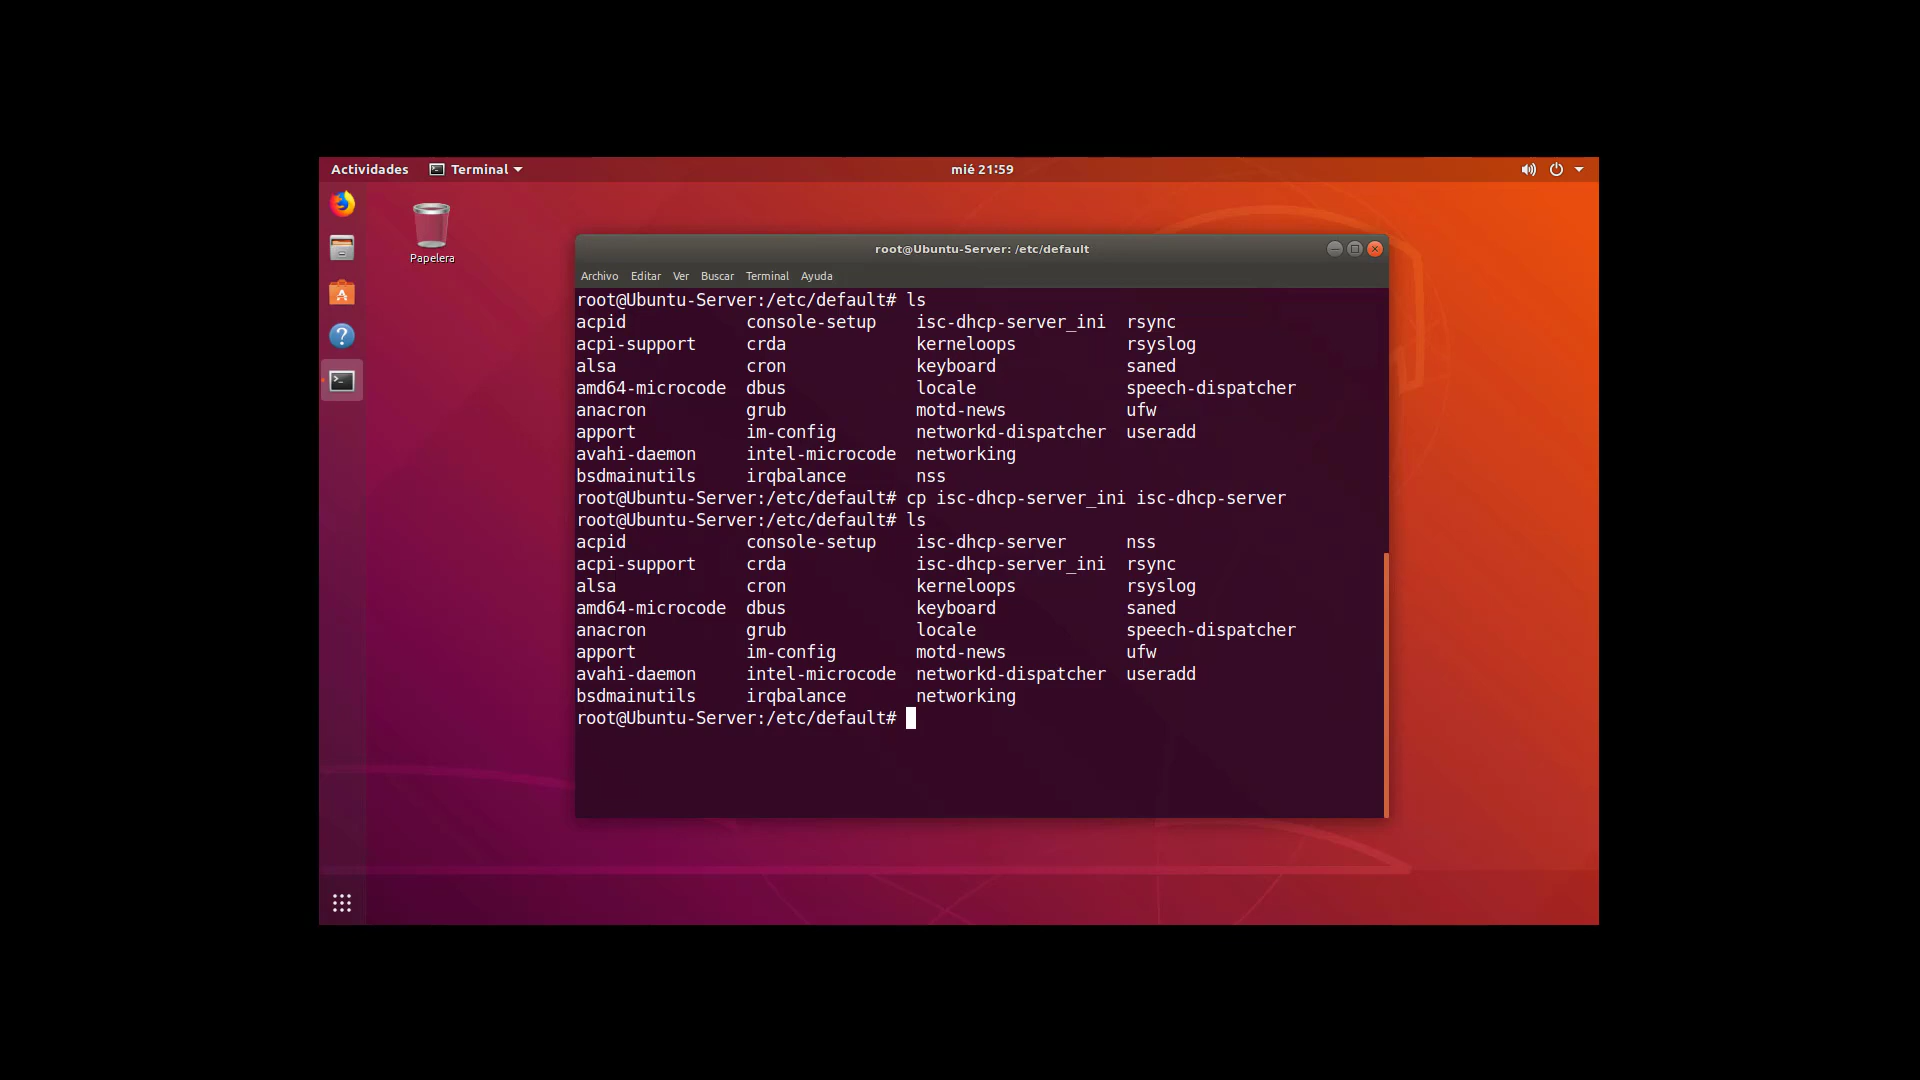 Actividades Terminal mié 21:59
Papelera
root@Ubuntu-Server: /etc/default
Archivo Editar Ver Buscar Terminal Ayuda
root@Ubuntu-Server:/etc/default# ls
acpid console-setup isc-dhcp-server_ini rsync
acpi-support crda kerneloops rsyslog
alsa cron keyboard saned
amd64-microcode dbus locale speech-dispatcher
anacron grub motd-news ufw
apport im-config networkd-dispatcher useradd
avahi-daemon intel-microcode networking
bsdmainutils irqbalance nss
root@Ubuntu-Server:/etc/default# cp isc-dhcp-server_ini isc-dhcp-server
root@Ubuntu-Server:/etc/default# ls
acpid console-setup isc-dhcp-server nss
acpi-support crda isc-dhcp-server_ini rsync
alsa cron kerneloops rsyslog
amd64-microcode dbus keyboard saned
anacron grub locale speech-dispatcher
apport im-config motd-news ufw
avahi-daemon intel-microcode networkd-dispatcher useradd
bsdmainutils irqbalance networking
root@Ubuntu-Server:/etc/default#